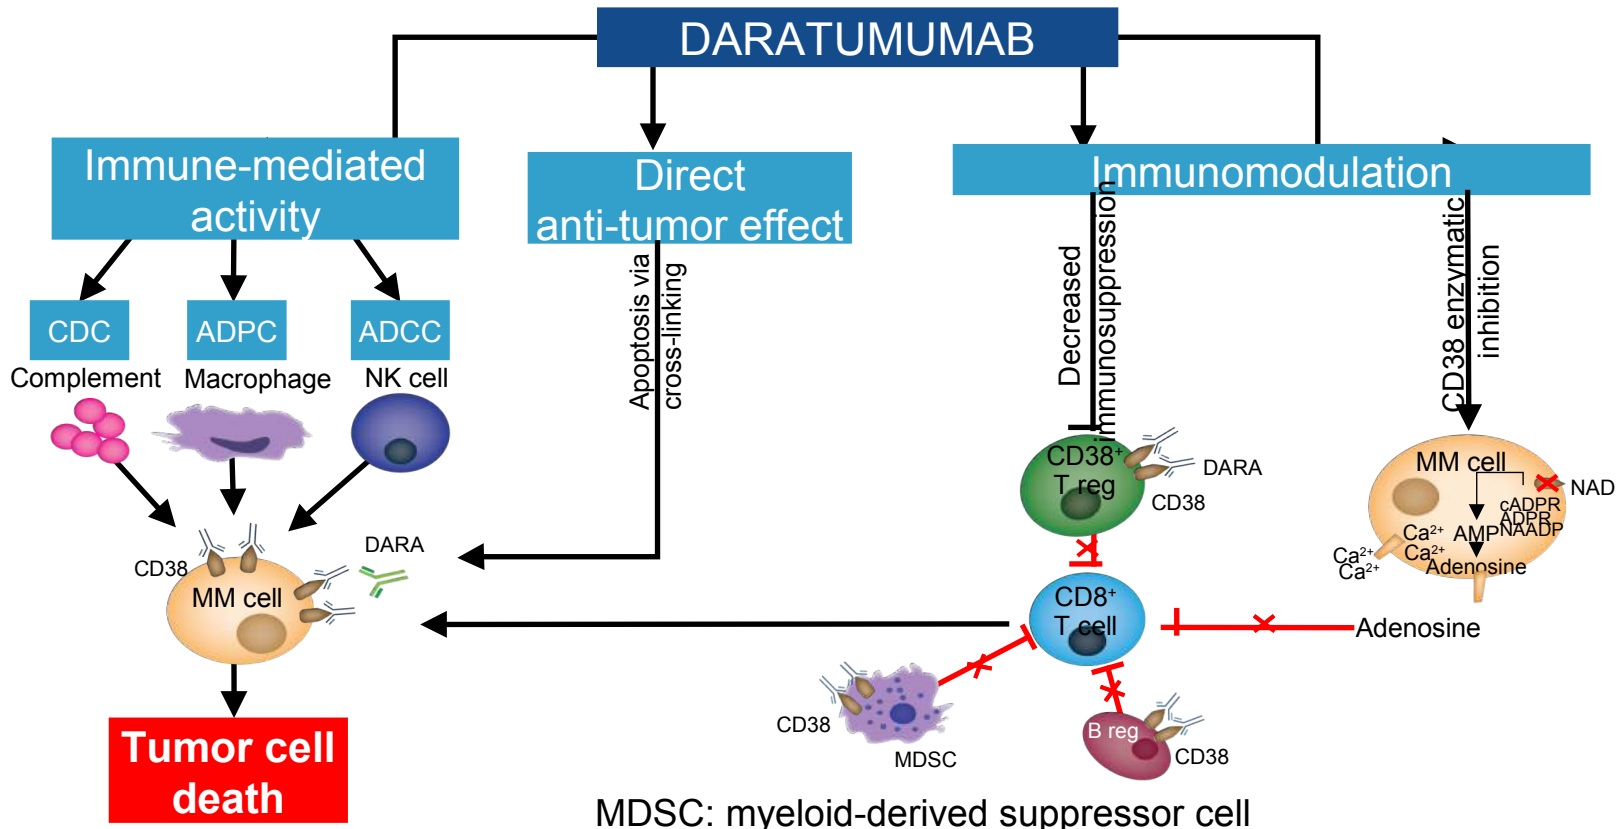 DARATUMUMAB
Immune-mediated
activity
Direct
anti-tumor effect
Immunomodulation
CDC
ADPC
ADCC
Complement
Macrophage
NK cell
Apoptosis via
cross-linking
Decreased
immunosuppression
CD38 enzymatic
inhibition
CD38⁺
T reg
DARA
CD38
MM cell
NAD
cADPR
ADPR
NAADP
AMP
Adenosine
Ca²⁺
Ca²⁺
Ca²⁺
Ca²⁺
DARA
CD38
MM cell
CD8⁺
T cell
Adenosine
CD38
MDSC
B reg
CD38
Tumor cell
death
MDSC: myeloid-derived suppressor cell